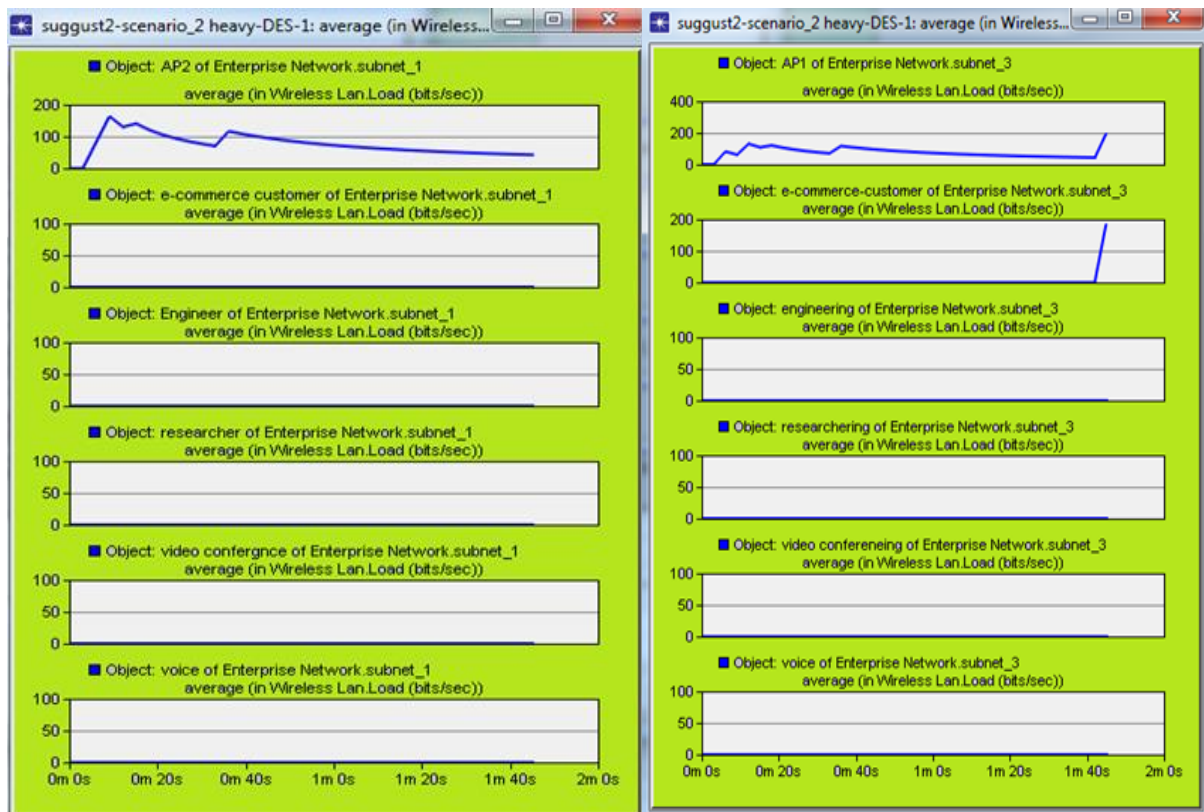 suggust2-scenario_2 heavy-DES-1: average (in Wireless...
Object: AP2 of Enterprise Network.subnet_1
average (in Wireless Lan.Load (bits/sec))
200
100
0
Object: e-commerce customer of Enterprise Network.subnet_1
average (in Wireless Lan.Load (bits/sec))
100
50
0
Object: Engineer of Enterprise Network.subnet_1
average (in Wireless Lan.Load (bits/sec))
100
50
0
Object: researcher of Enterprise Network.subnet_1
average (in Wireless Lan.Load (bits/sec))
100
50
0
Object: video confergnce of Enterprise Network.subnet_1
average (in Wireless Lan.Load (bits/sec))
100
50
0
Object: voice of Enterprise Network.subnet_1
average (in Wireless Lan.Load (bits/sec))
100
50
0
0m 0s 0m 20s 0m 40s 1m 0s 1m 20s 1m 40s 2m 0s
suggust2-scenario_2 heavy-DES-1: average (in Wireless...
Object: AP1 of Enterprise Network.subnet_3
average (in Wireless Lan.Load (bits/sec))
400
200
0
Object: e-commerce-customer of Enterprise Network.subnet_3
average (in Wireless Lan.Load (bits/sec))
200
100
0
Object: engineering of Enterprise Network.subnet_3
average (in Wireless Lan.Load (bits/sec))
100
50
0
Object: researchering of Enterprise Network.subnet_3
average (in Wireless Lan.Load (bits/sec))
100
50
0
Object: video confereneing of Enterprise Network.subnet_3
average (in Wireless Lan.Load (bits/sec))
100
50
0
Object: voice of Enterprise Network.subnet_3
average (in Wireless Lan.Load (bits/sec))
100
50
0
0m 0s 0m 20s 0m 40s 1m 0s 1m 20s 1m 40s 2m 0s